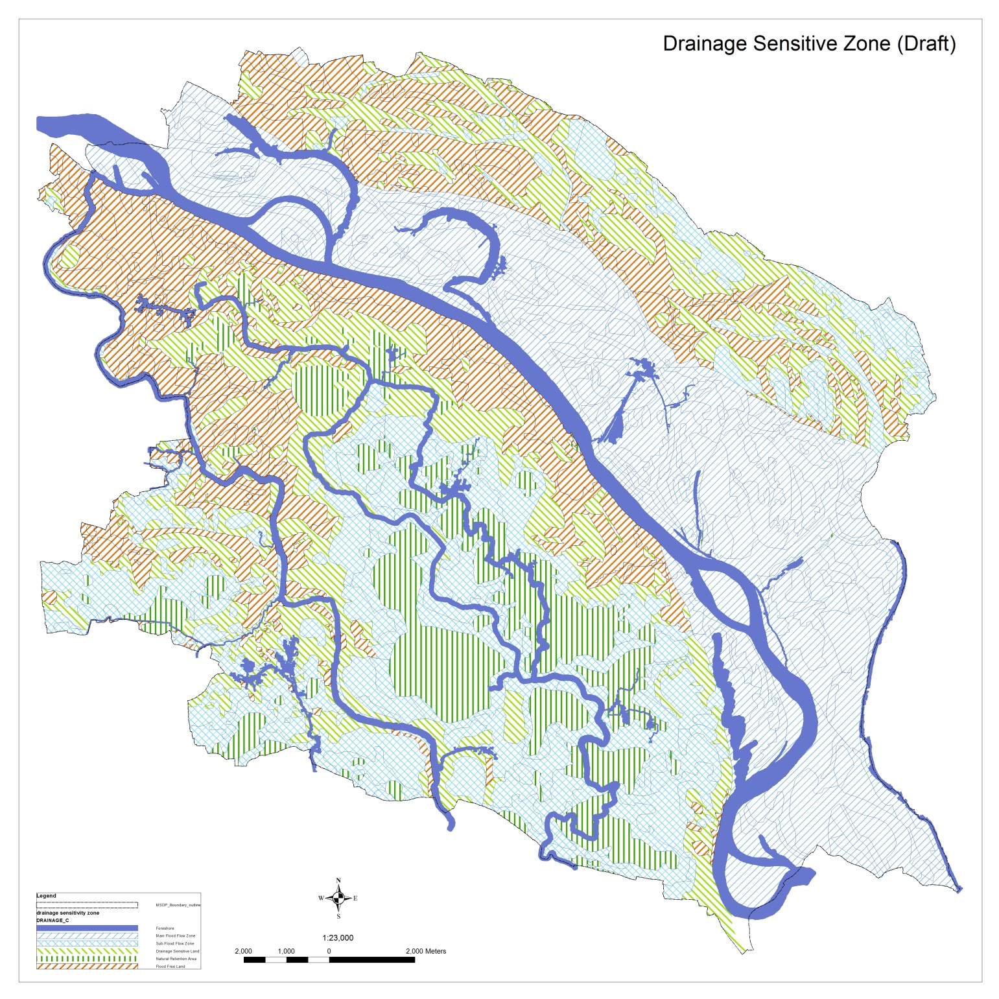 Drainage Sensitive Zone (Draft)
N
W E
S
1:23,000
2,000 1,000 0 2,000 Meters
Legend
MSDP_Boundary_outline
drainage sensitivity zone
DRAINAGE_C
Foreshore
Main Flood Flow Zone
Sub-Flood Flow Zone
Drainage Sensitive Land
Natural Retention Area
Flood Free Land